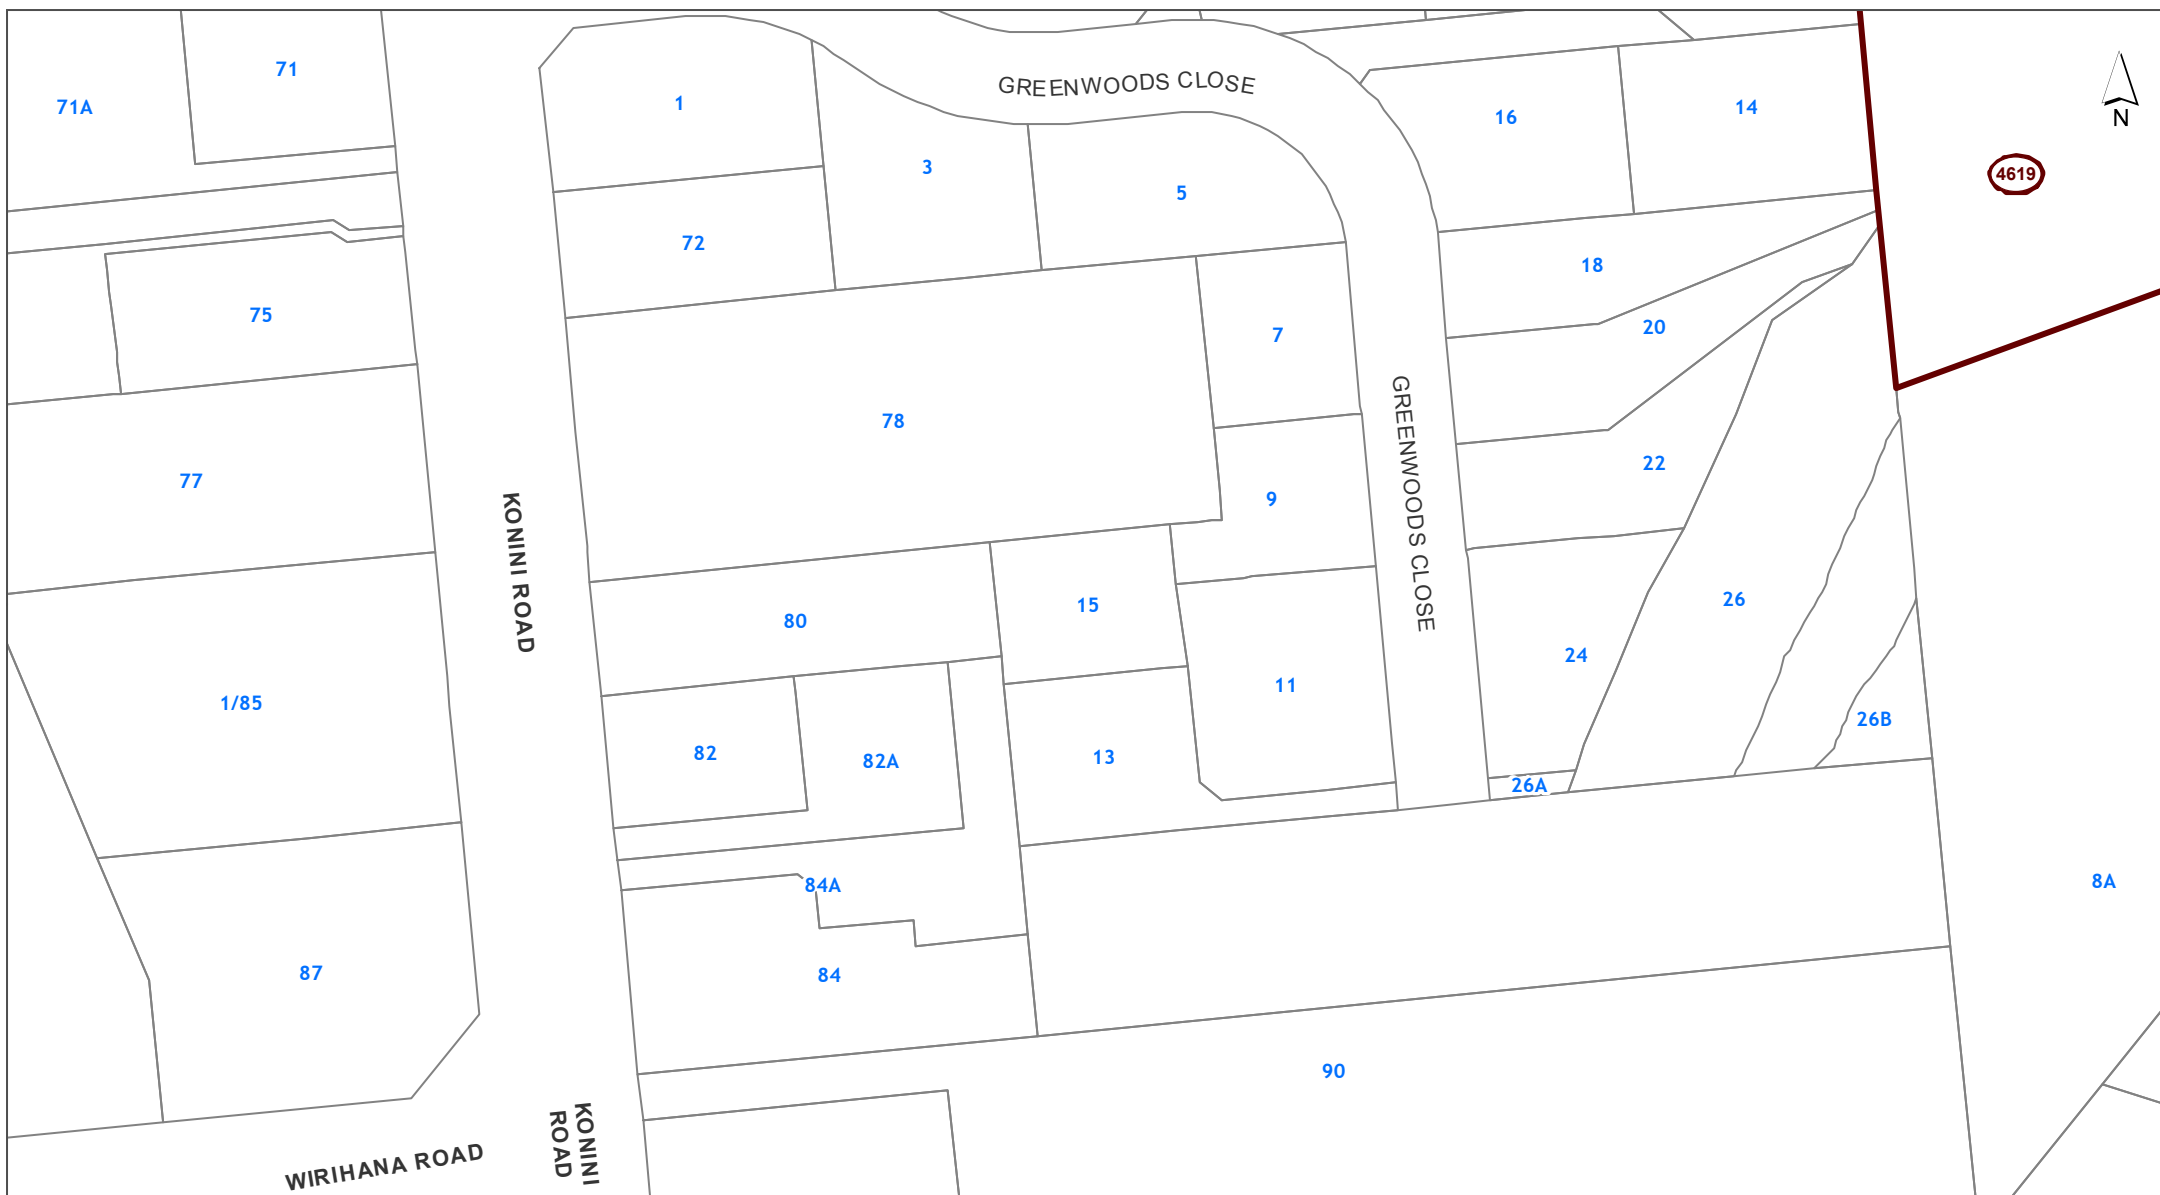 71
GREENWOODS CLOSE
1
71A
14
16
N
3
4619
5
72
18
75
20
7
78
22
77
9
GREENWOODS CLOSE
KONINI ROAD
26
15
80
24
11
1/85
26B
82
13
82A
26A
8A
84A
87
84
90
KONINI
ROAD
WIRIHANA ROAD